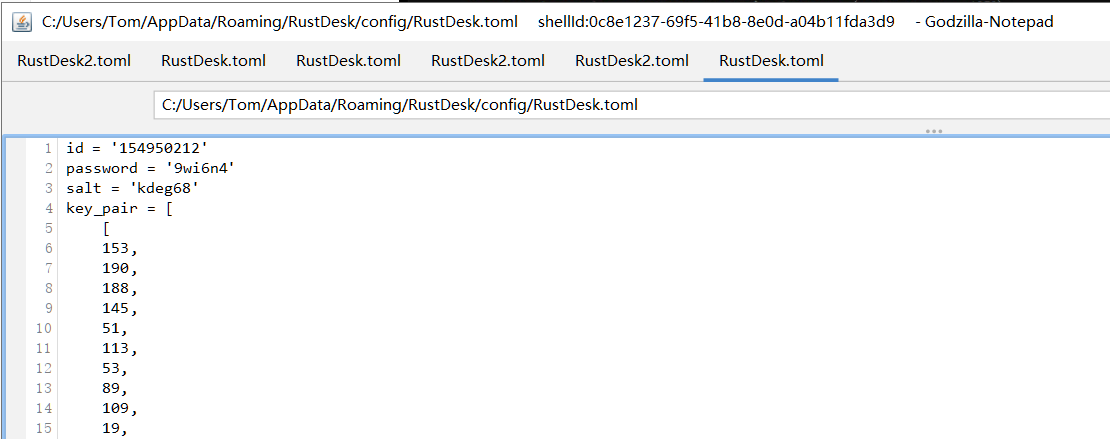 C:/Users/Tom/AppData/Roaming/RustDesk/config/RustDesk.toml shellId:0c8e1237-69f5-41b8-8e0d-a04b11fda3d9 - Godzilla-Notepad
RustDesk2.toml RustDesk.toml RustDesk.toml RustDesk2.toml RustDesk2.toml RustDesk.toml
C:/Users/Tom/AppData/Roaming/RustDesk/config/RustDesk.toml
1 id = '154950212'
2 password = '9wi6n4'
3 salt = 'kdeg68'
4 key_pair = [
5 [
6 153,
7 190,
8 188,
9 145,
10 51,
11 113,
12 53,
13 89,
14 109,
15 19,